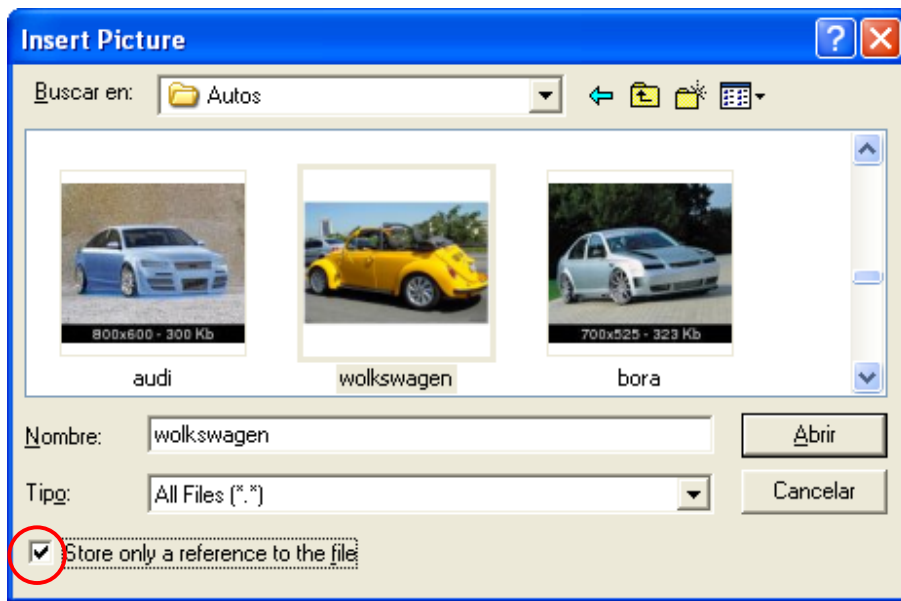 Insert Picture
Buscar en: Autos
800x600 - 300 Kb
700x525 - 323 Kb
audi wolkswagen bora
Nombre: wolkswagen Abrir
Tipo: All Files (*.*) Cancelar
Store only a reference to the file